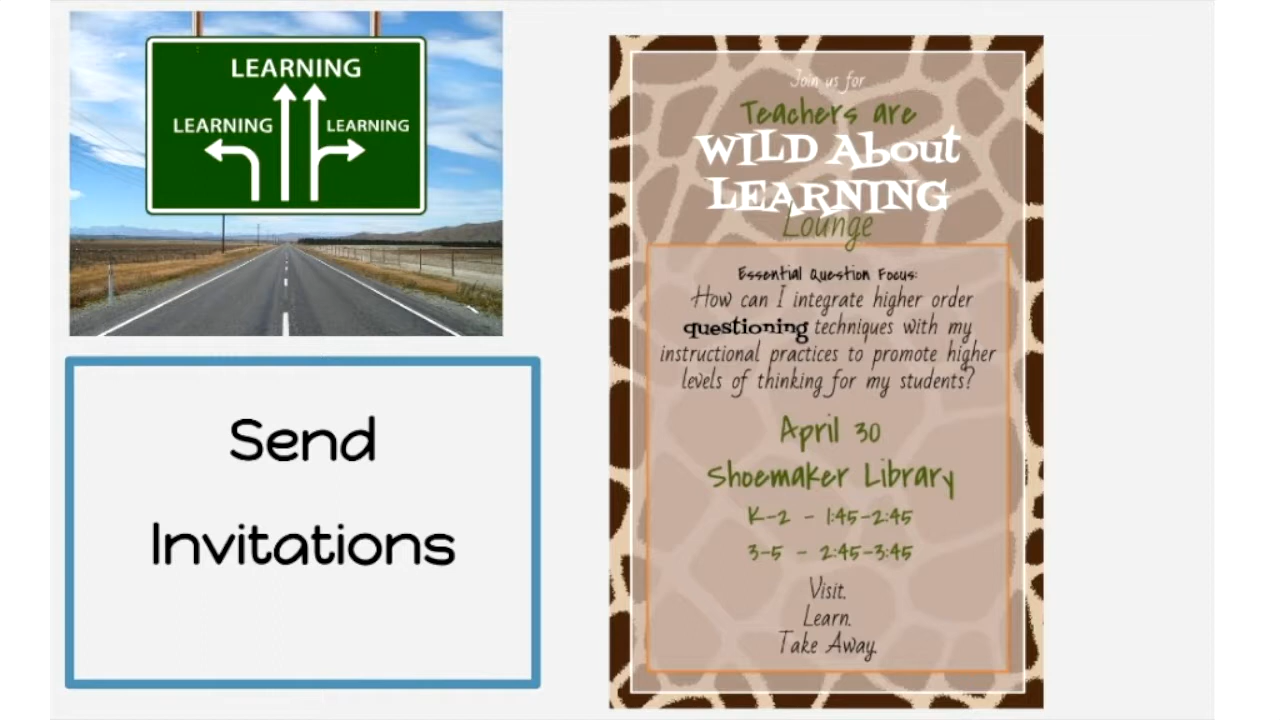 LEARNING
LEARNING LEARNING
Send
Invitations
Join us for
Teachers are
WILD About
LEARNING
Lounge
Essential Question Focus:
How can I integrate higher order
questioning techniques with my
instructional practices to promote higher
levels of thinking for my students?
April 30
Shoemaker Library
K-2 - 1:45-2:45
3-5 - 2:45-3:45
Visit.
Learn.
Take Away.